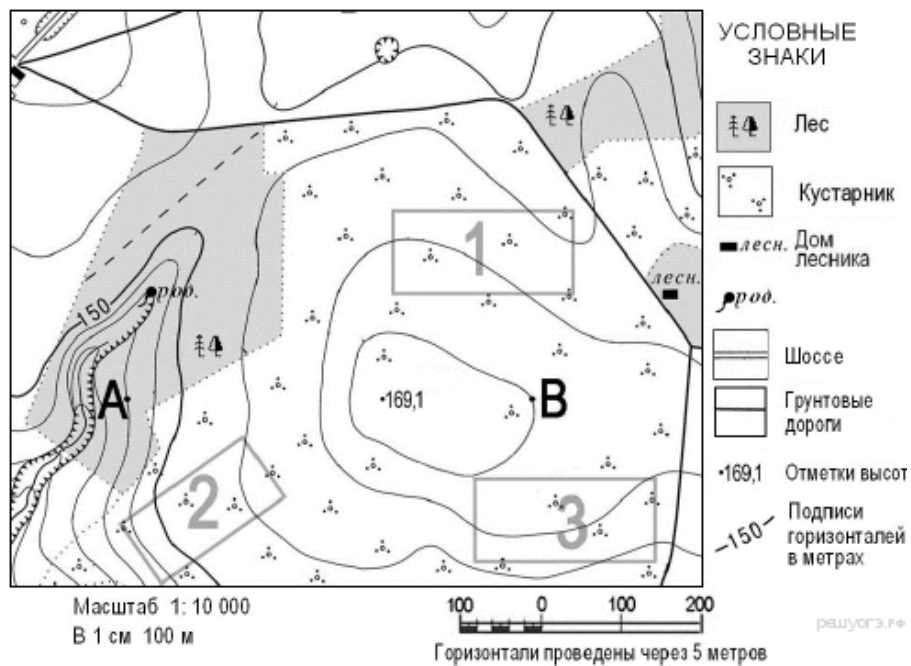 УСЛОВНЫЕ
ЗНАКИ
Лес
Кустарник
лесн. Дом
лесника
род.
Шоссе
Грунтовые
дороги
•169,1 Отметки высот
—150— Подписи
горизонталей
в метрах
1
лесн.
150
род.
А
•169,1
В
2
3
Масштаб 1: 10 000
В 1 см 100 м
100 0 100 200
Горизонтали проведены через 5 метров
решуогэ.рф